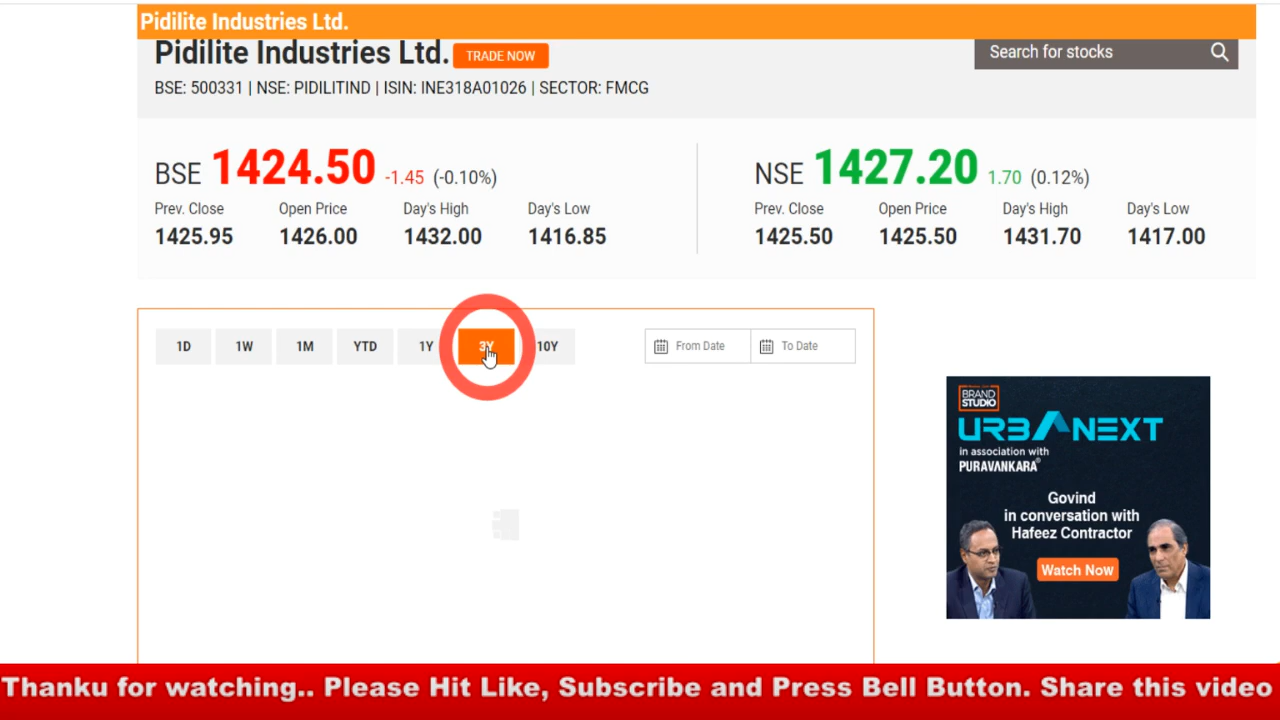 Pidilite Industries Ltd.
Pidilite Industries Ltd. TRADE NOW
Search for stocks
BSE: 500331 | NSE: PIDILITIND | ISIN: INE318A01026 | SECTOR: FMCG
BSE 1424.50 -1.45 (-0.10%)
Prev. Close Open Price Day's High Day's Low
1425.95 1426.00 1432.00 1416.85
NSE 1427.20 1.70 (0.12%)
Prev. Close Open Price Day's High Day's Low
1425.50 1425.50 1431.70 1417.00
1D 1W 1M YTD 1Y 3Y 10Y From Date To Date
BRAND
STUDIO
URBANEXT
in association with
PURAVANKARA®
Govind
in conversation with
Hafeez Contractor
Watch Now
Thanku for watching.. Please Hit Like, Subscribe and Press Bell Button. Share this video